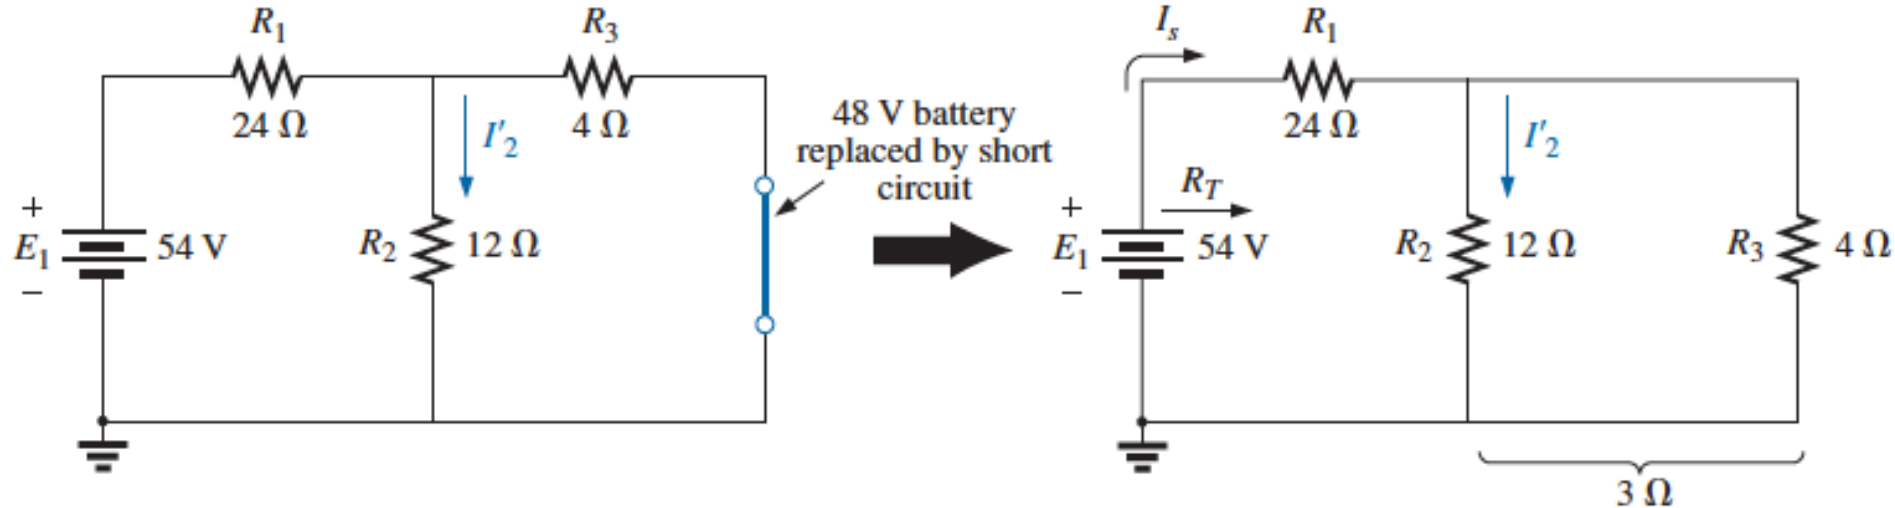 R1
24 Ω
R3
4 Ω
I′2
+
E1
−
54 V
R2
12 Ω
48 V battery
replaced by short
circuit
Is
R1
24 Ω
RT
I′2
+
E1
−
54 V
R2
12 Ω
R3
4 Ω
3 Ω